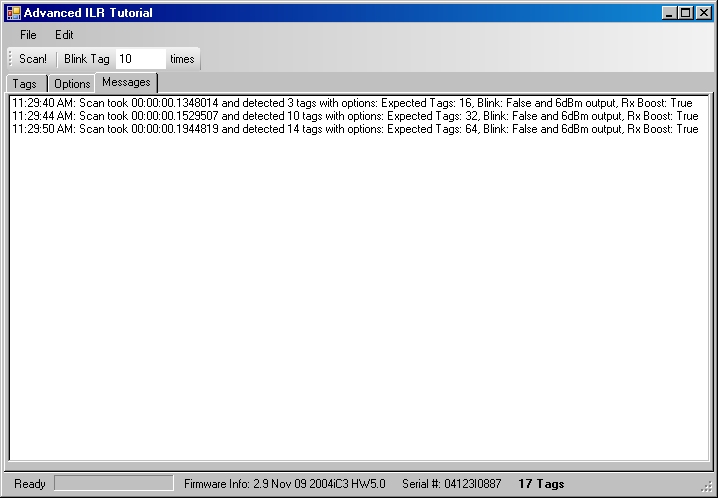 Advanced ILR Tutorial
File Edit
Scan! Blink Tag 10 times
Tags Options Messages
11:29:40 AM: Scan took 00:00:00.1348014 and detected 3 tags with options: Expected Tags: 16, Blink: False and 6dBm output, Rx Boost: True
11:29:44 AM: Scan took 00:00:00.1529507 and detected 10 tags with options: Expected Tags: 32, Blink: False and 6dBm output, Rx Boost: True
11:29:50 AM: Scan took 00:00:00.1944819 and detected 14 tags with options: Expected Tags: 64, Blink: False and 6dBm output, Rx Boost: True
Ready Firmware Info: 2.9 Nov 09 2004iC3 HW5.0 Serial #: 04123I0887 17 Tags